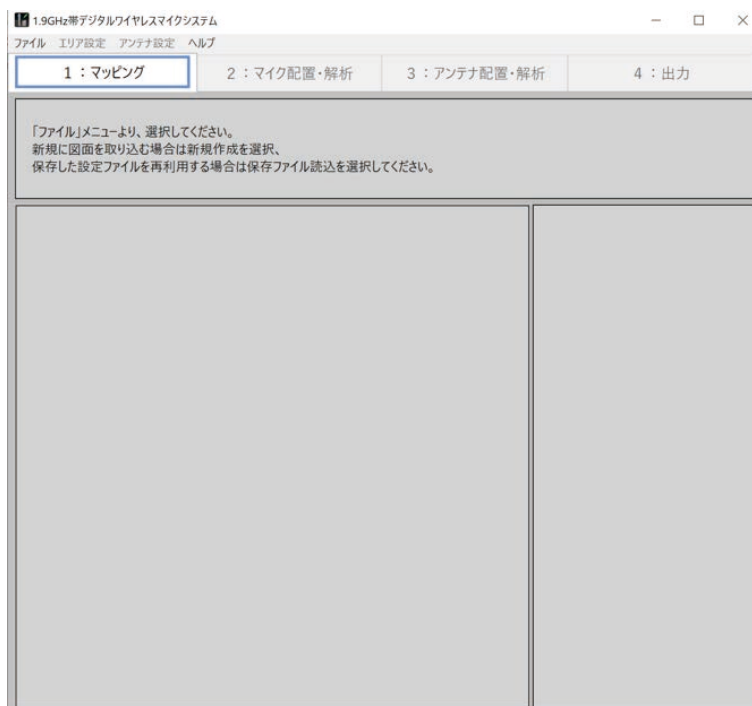 1.9GHz帯デジタルワイヤレスマイクシステム
ファイル エリア設定 アンテナ設定 ヘルプ
1：マッピング 2：マイク配置・解析 3：アンテナ配置・解析 4：出力
「ファイル」メニューより、選択してください。
新規に図面を取り込む場合は新規作成を選択、
保存した設定ファイルを再利用する場合は保存ファイル読込を選択してください。